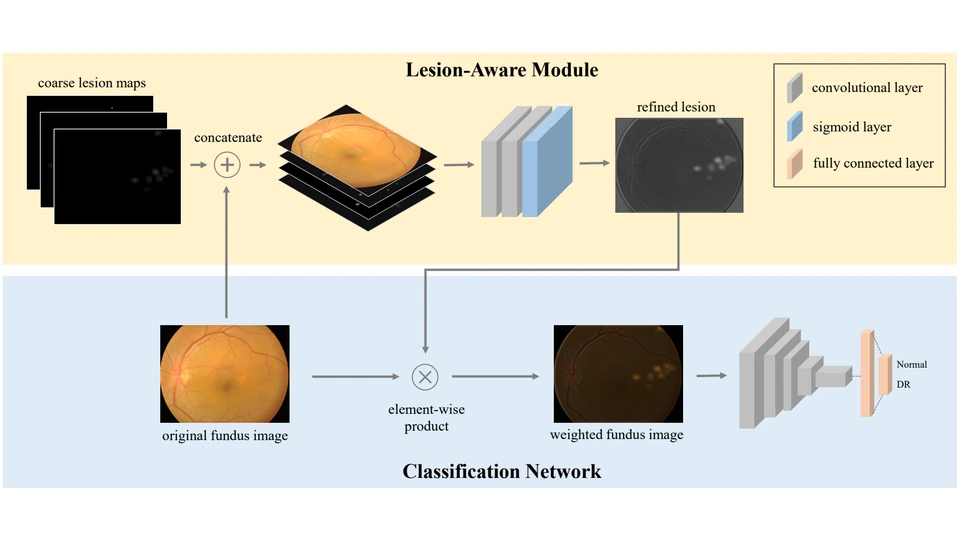 Lesion-Aware Module
coarse lesion maps
concatenate
refined lesion
convolutional layer
sigmoid layer
fully connected layer
original fundus image
element-wise
product
weighted fundus image
Normal
DR
Classification Network